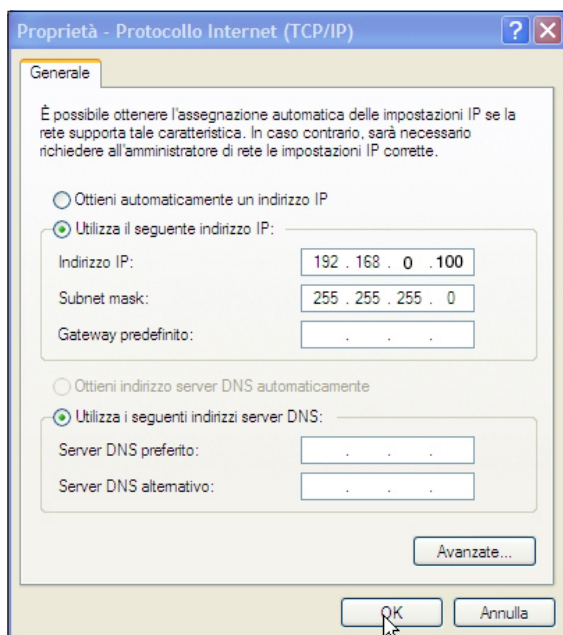 Proprietà - Protocollo Internet (TCP/IP)
Generale
È possibile ottenere l'assegnazione automatica delle impostazioni IP se la
rete supporta tale caratteristica. In caso contrario, sarà necessario
richiedere all'amministratore di rete le impostazioni IP corrette.
Ottieni automaticamente un indirizzo IP
Utilizza il seguente indirizzo IP:
Indirizzo IP: 192 . 168 . 0 . 100
Subnet mask: 255 . 255 . 255 . 0
Gateway predefinito: . . .
Ottieni indirizzo server DNS automaticamente
Utilizza i seguenti indirizzi server DNS:
Server DNS preferito: . . .
Server DNS alternativo: . . .
Avanzate...
OK Annulla